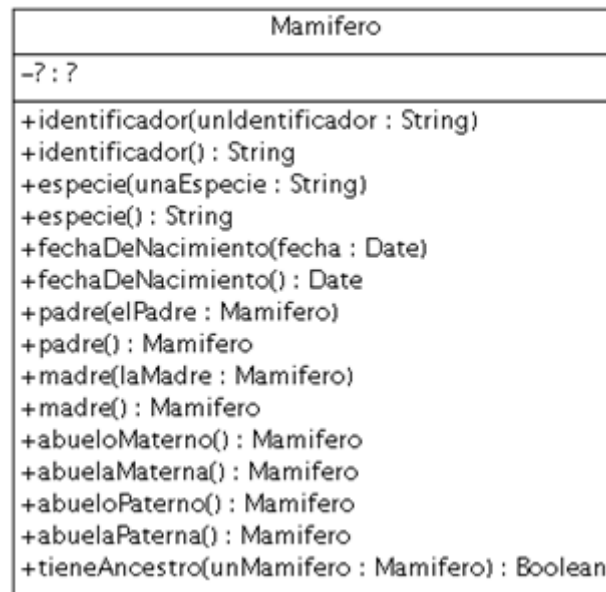 Mamifero
-? : ?
+identificador(unIdentificador : String)
+identificador() : String
+especie(unaEspecie : String)
+especie() : String
+fechaDeNacimiento(fecha : Date)
+fechaDeNacimiento() : Date
+padre(elPadre : Mamifero)
+padre() : Mamifero
+madre(laMadre : Mamifero)
+madre() : Mamifero
+abueloMaterno() : Mamifero
+abuelaMaterna() : Mamifero
+abueloPaterno() : Mamifero
+abuelaPaterna() : Mamifero
+tieneAncestro(unMamifero : Mamifero) : Boolean